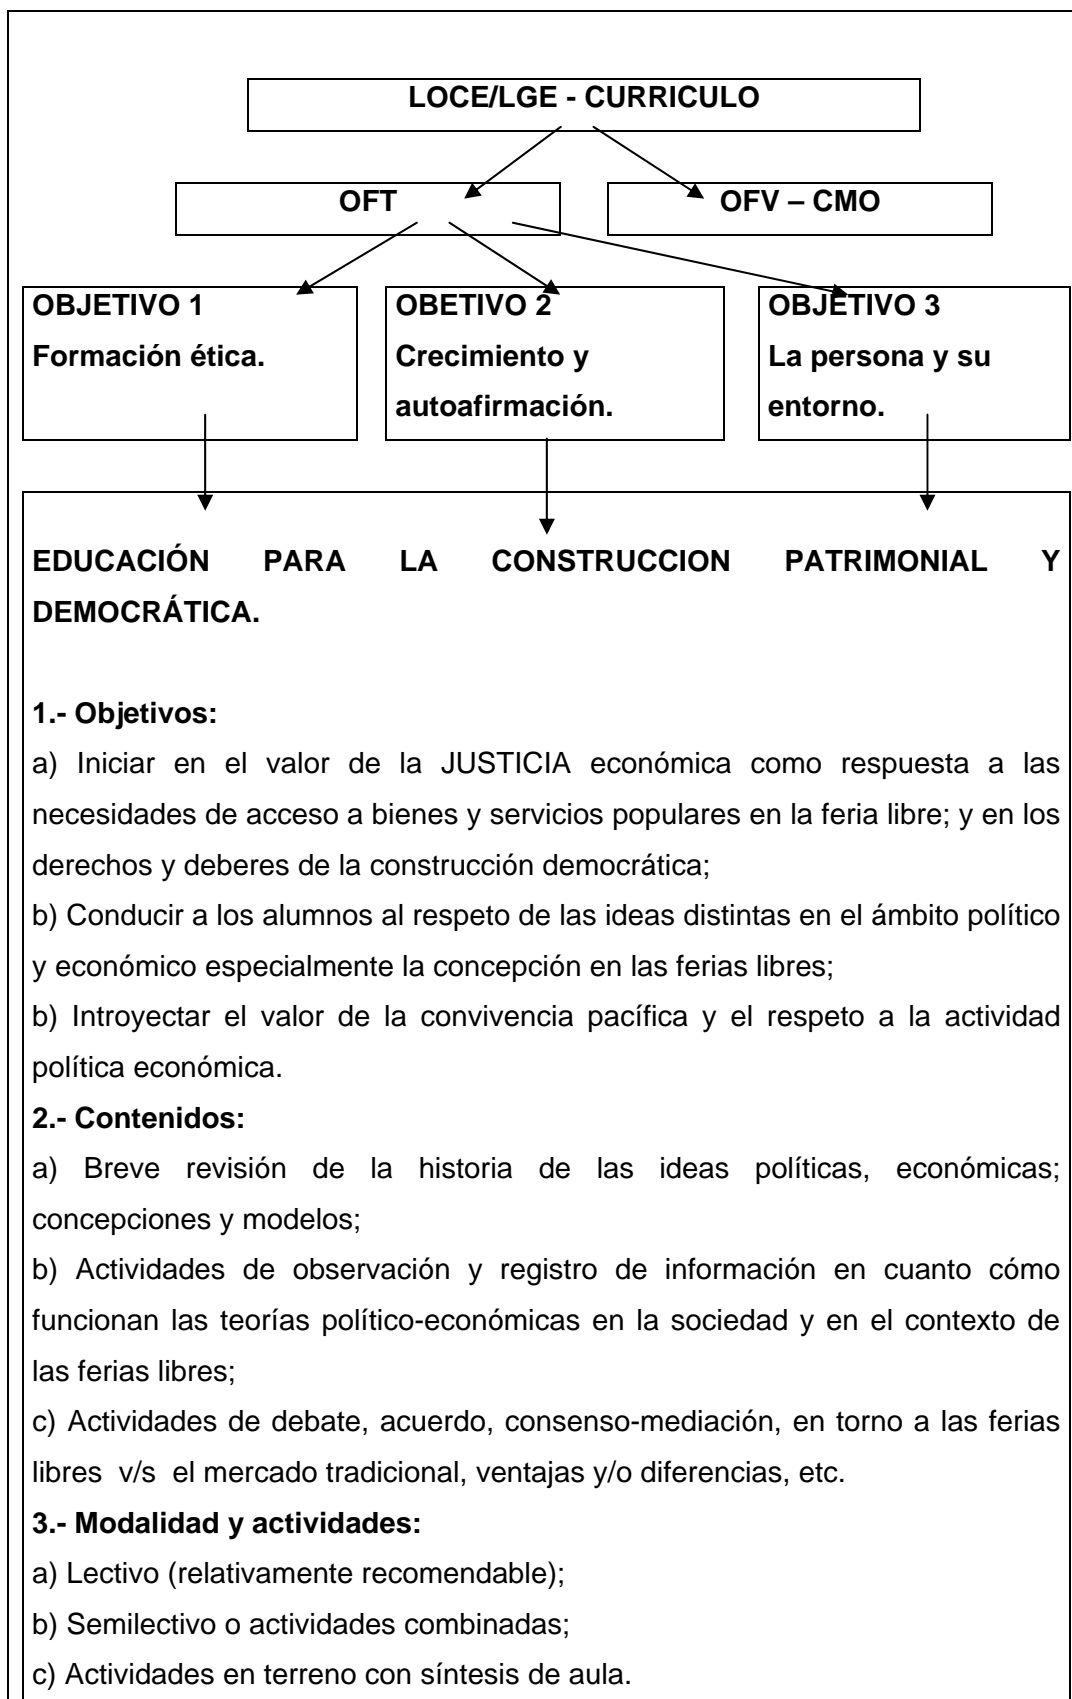 LOCE/LGE - CURRICULO
OFT
OFV – CMO
OBJETIVO 1
Formación ética.
OBETIVO 2
Crecimiento y
autoafirmación.
OBJETIVO 3
La persona y su
entorno.
EDUCACIÓN PARA LA CONSTRUCCION PATRIMONIAL Y
DEMOCRÁTICA.
1.- Objetivos:
a) Iniciar en el valor de la JUSTICIA económica como respuesta a las
necesidades de acceso a bienes y servicios populares en la feria libre; y en los
derechos y deberes de la construcción democrática;
b) Conducir a los alumnos al respeto de las ideas distintas en el ámbito político
y económico especialmente la concepción en las ferias libres;
b) Introyectar el valor de la convivencia pacífica y el respeto a la actividad
política económica.
2.- Contenidos:
a) Breve revisión de la historia de las ideas políticas, económicas;
concepciones y modelos;
b) Actividades de observación y registro de información en cuanto cómo
funcionan las teorías político-económicas en la sociedad y en el contexto de
las ferias libres;
c) Actividades de debate, acuerdo, consenso-mediación, en torno a las ferias
libres v/s el mercado tradicional, ventajas y/o diferencias, etc.
3.- Modalidad y actividades:
a) Lectivo (relativamente recomendable);
b) Semilectivo o actividades combinadas;
c) Actividades en terreno con síntesis de aula.